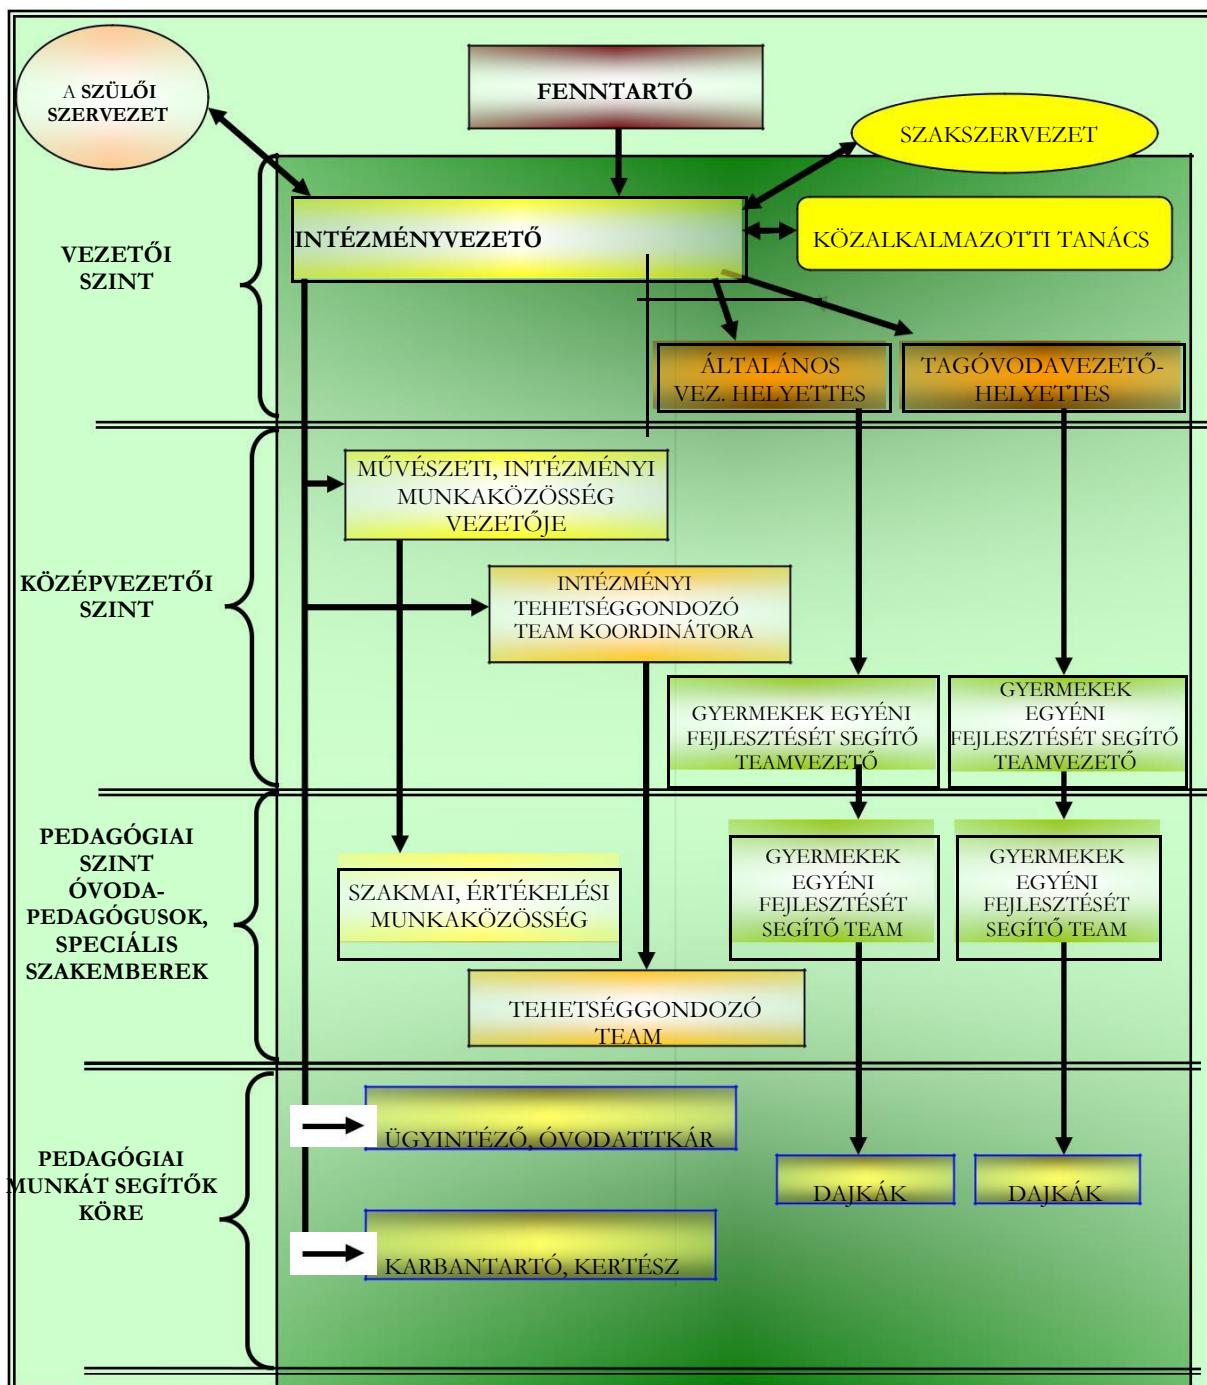 A SZÜLŐI
SZERVEZET
FENNTARTÓ
SZAKSZERVEZET
INTÉZMÉNYVEZETŐ
KÖZALKALMAZOTTI TANÁCS
VEZETŐI
SZINT
ÁLTALÁNOS
VEZ. HELYETTES
TAGÓVODAVEZETŐ-
HELYETTES
MŰVÉSZETI, INTÉZMÉNYI
MUNKAKÖZÖSSÉG
VEZETŐJE
KÖZÉPVEZETŐI
SZINT
INTÉZMÉNYI
TEHETSÉGGONDOZÓ
TEAM KOORDINÁTORA
GYERMEKEK EGYÉNI
FEJLESZTÉSÉT SEGÍTŐ
TEAMVEZETŐ
GYERMEKEK
EGYÉNI
FEJLESZTÉSÉT SEGÍTŐ
TEAMVEZETŐ
PEDAGÓGIAI
SZINT
ÓVODA-
PEDAGÓGUSOK,
SPECIÁLIS
SZAKEMBEREK
SZAKMAI, ÉRTÉKELÉSI
MUNKAKÖZÖSSÉG
GYERMEKEK
EGYÉNI
FEJLESZTÉSÉT
SEGÍTŐ TEAM
GYERMEKEK
EGYÉNI
FEJLESZTÉSÉT
SEGÍTŐ TEAM
TEHETSÉGGONDOZÓ
TEAM
PEDAGÓGIAI
MUNKÁT SEGÍTŐK
KÖRE
ÜGYINTÉZŐ, ÓVODATITKÁR
DAJKÁK
DAJKÁK
KARBANTARTÓ, KERTÉSZ